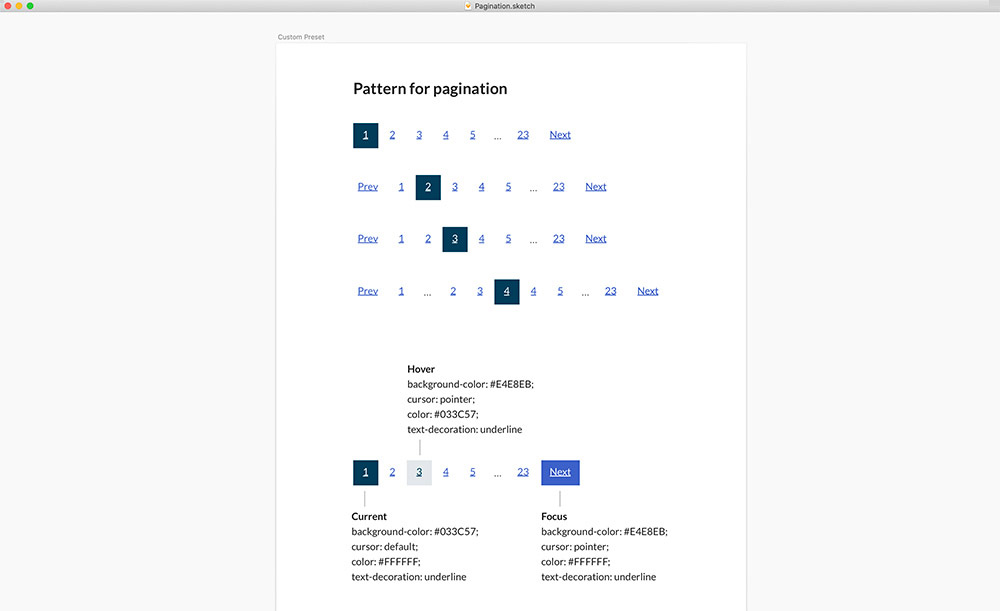 Pagination.sketch
Custom Preset
Pattern for pagination
1 2 3 4 5 ... 23 Next
Prev 1 2 3 4 5 ... 23 Next
Prev 1 2 3 4 5 ... 23 Next
Prev 1 ... 2 3 4 4 5 ... 23 Next
Hover
background-color: #E4E8EB;
cursor: pointer;
color: #033C57;
text-decoration: underline
1 2 3 4 5 ... 23 Next
Current
background-color: #033C57;
cursor: default;
color: #FFFFFF;
text-decoration: underline
Focus
background-color: #E4E8EB;
cursor: pointer;
color: #FFFFFF;
text-decoration: underline